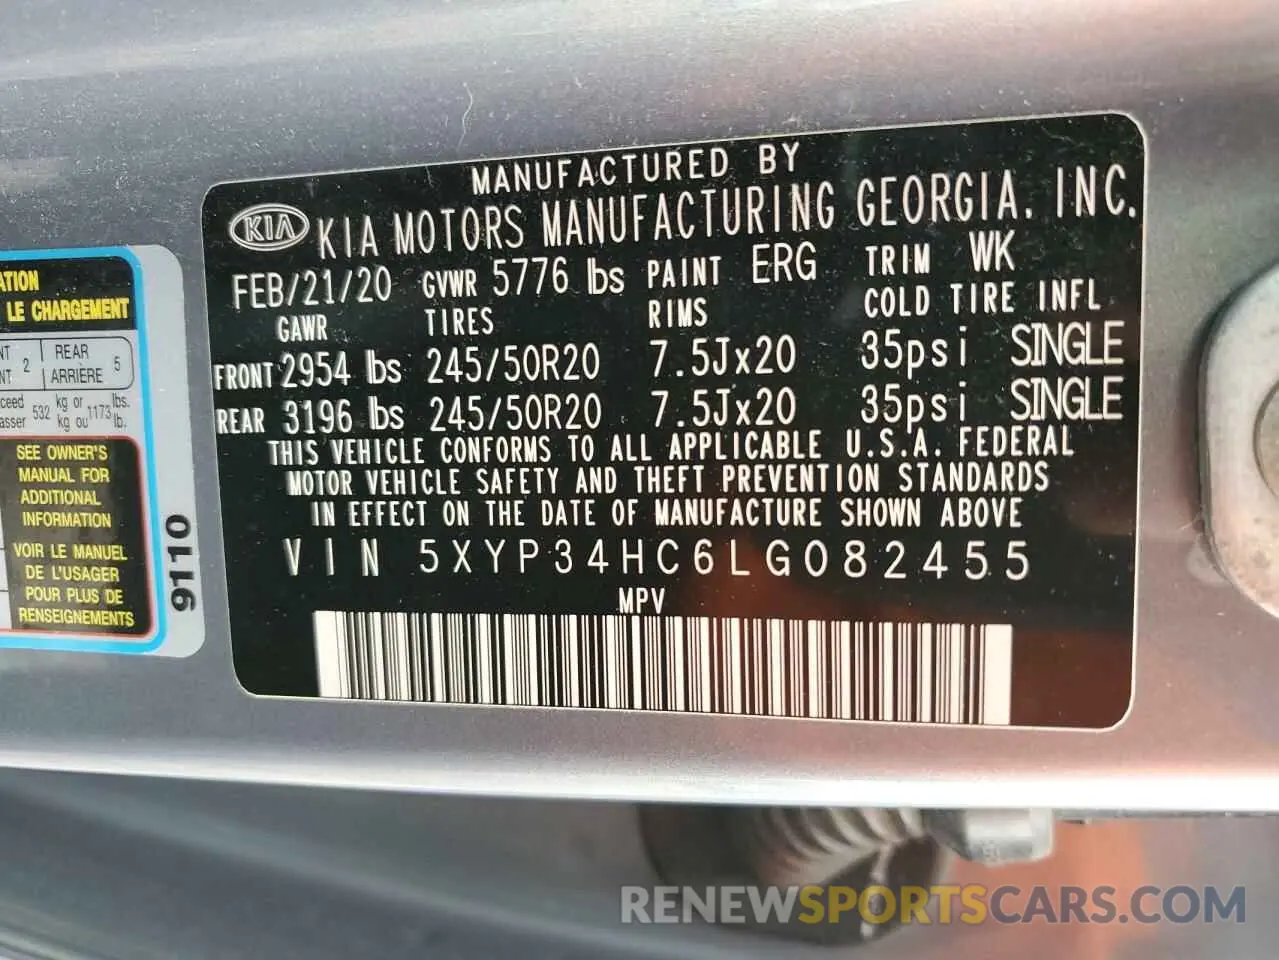 MANUFACTURED BY
KIA KIA MOTORS MANUFACTURING GEORGIA. INC.
FEB/21/20 GVWR 5776 lbs PAINT ERG TRIM WK
GAWR TIRES RIMS COLD TIRE INFL
FRONT 2954 lbs 245/50R20 7.5Jx20 35psi SINGLE
REAR 3196 lbs 245/50R20 7.5Jx20 35psi SINGLE
THIS VEHICLE CONFORMS TO ALL APPLICABLE U.S.A. FEDERAL
MOTOR VEHICLE SAFETY AND THEFT PREVENTION STANDARDS
IN EFFECT ON THE DATE OF MANUFACTURE SHOWN ABOVE
VIN 5XYP34HC6LG082455
MPV
LE CHARGEMENT
2 REAR 5
ARRIÈRE
532 kg or 1173 lbs.
kg ou lb.
SEE OWNER'S
MANUAL FOR
ADDITIONAL
INFORMATION
VOIR LE MANUEL
DE L'USAGER
POUR PLUS DE
RENSEIGNEMENTS
9110
RENEWSPORTSCARS.COM